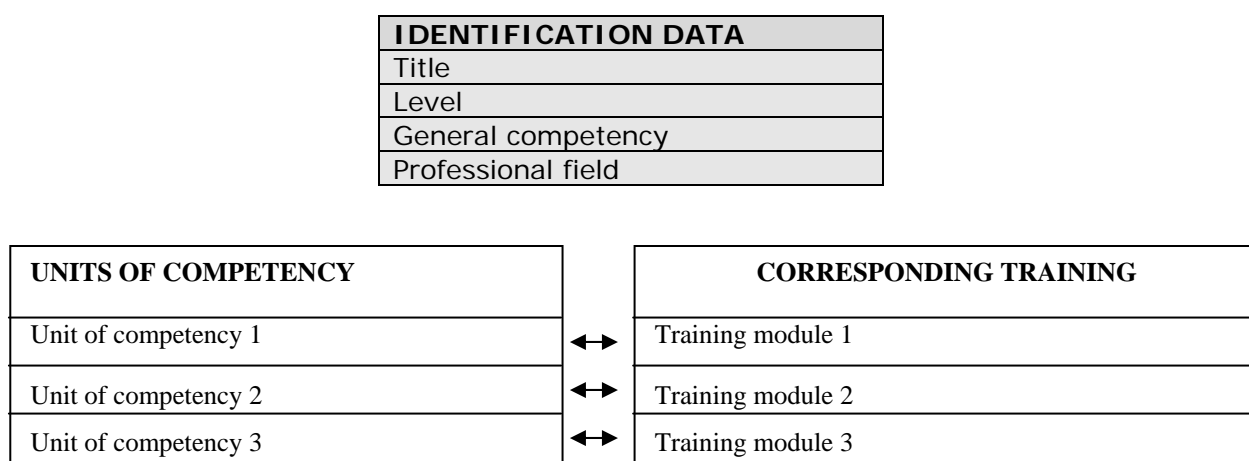 IDENTIFICATION DATA
Title
Level
General competency
Professional field
UNITS OF COMPETENCY
CORRESPONDING TRAINING
Unit of competency 1
Training module 1
Unit of competency 2
Training module 2
Unit of competency 3
Training module 3